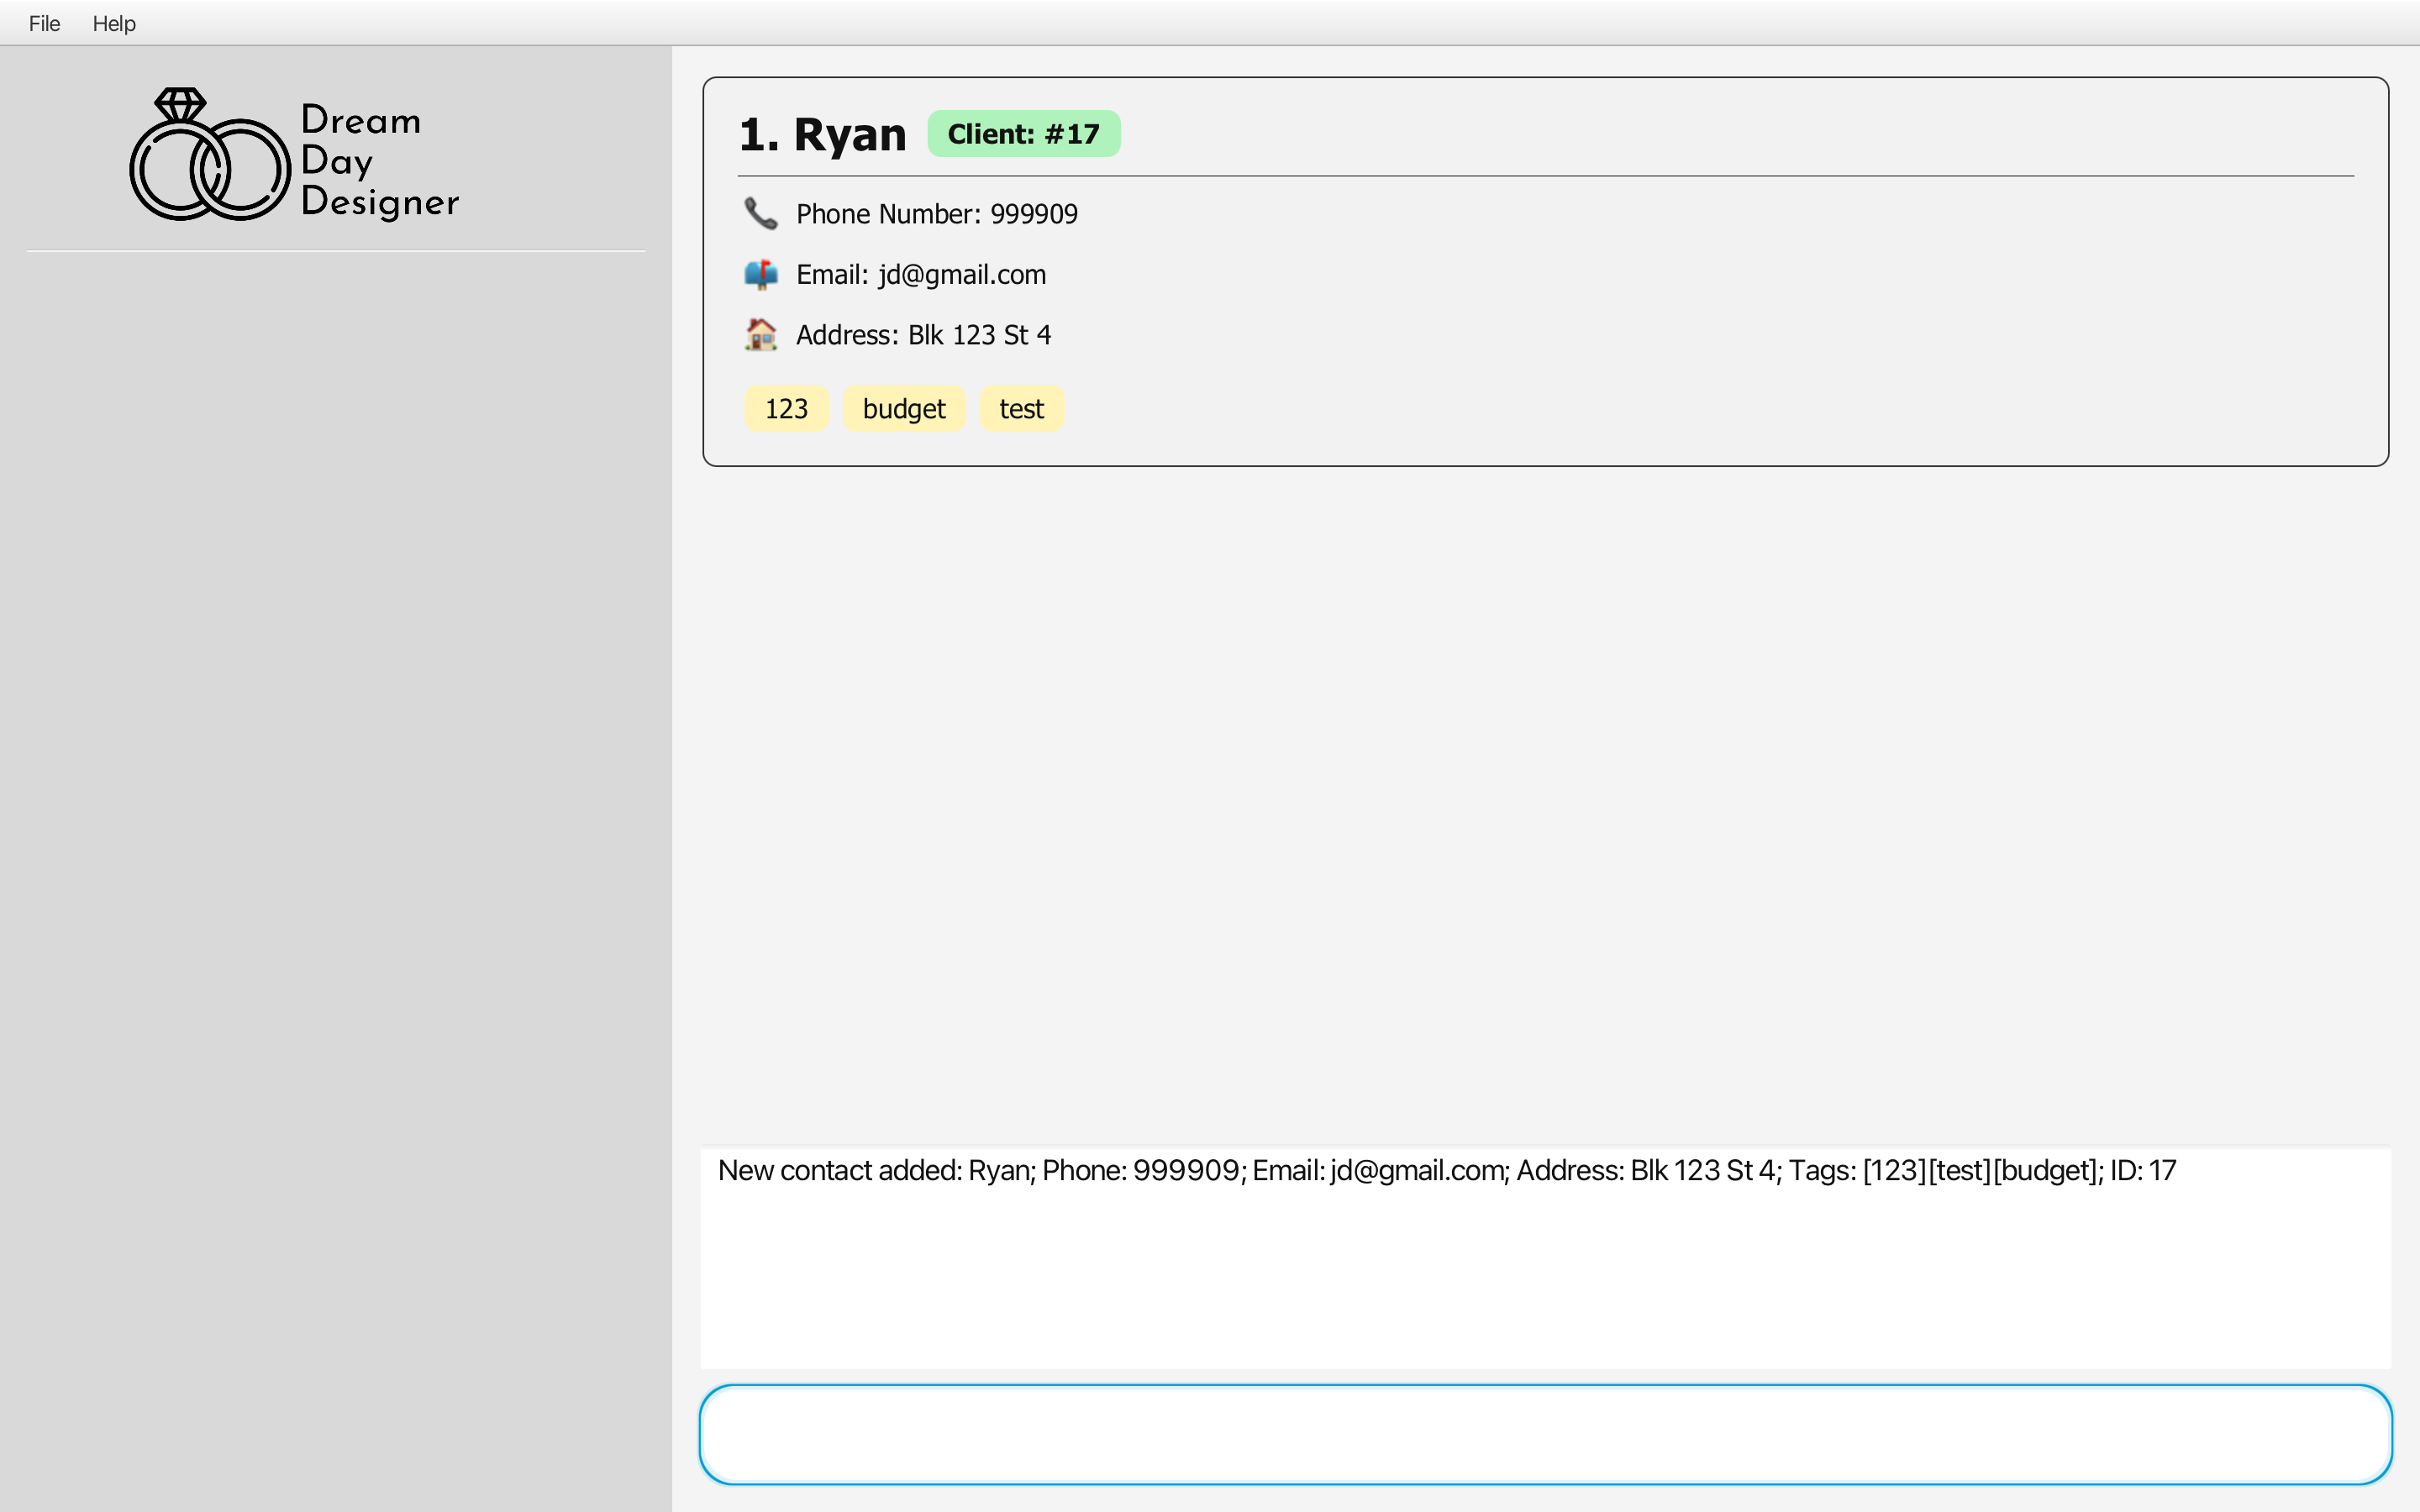 File Help
Dream
Day
Designer
1. Ryan Client: #17
Phone Number: 999909
Email: jd@gmail.com
Address: Blk 123 St 4
123 budget test
New contact added: Ryan; Phone: 999909; Email: jd@gmail.com; Address: Blk 123 St 4; Tags: [123][test][budget]; ID: 17